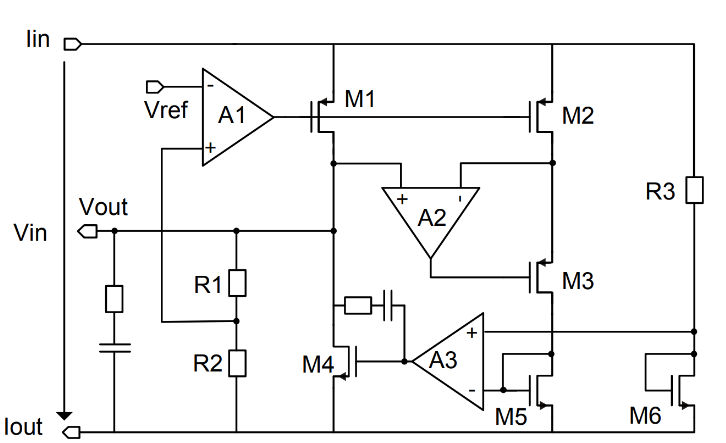 Iin
Vref
-
+
A1
M1
M2
Vout
Vin
+
-
A2
R3
R1
M3
R2
M4
A3
+
-
M5
M6
Iout